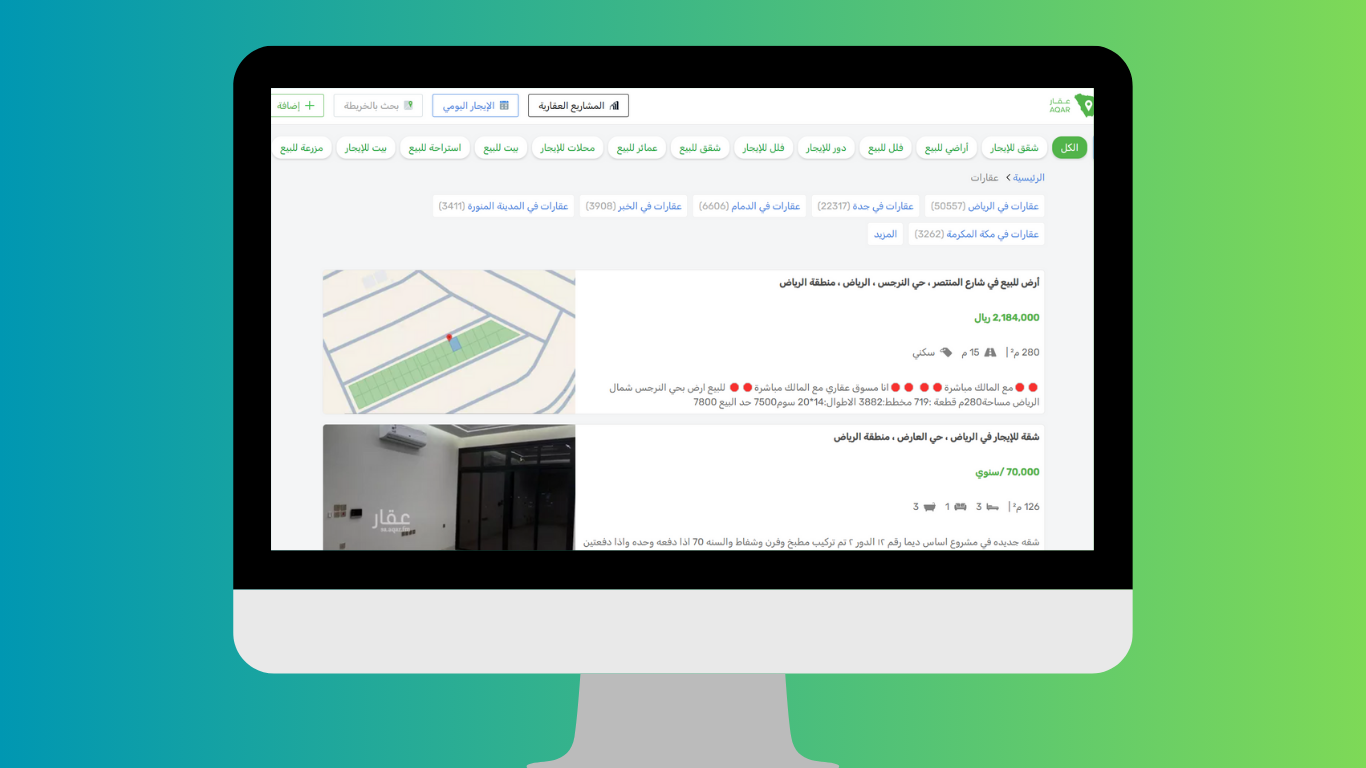 عقار
AQAR
المشاريع العقارية
الإيجار اليومي
بحث بالخريطة
إضافة
الكل
شقق للإيجار
أراضي للبيع
فلل للبيع
دور للإيجار
فلل للإيجار
شقق للبيع
عمائر للبيع
محلات للإيجار
بيت للبيع
استراحة للبيع
بيت للإيجار
مزرعة للبيع
الرئيسية > عقارات
عقارات في الرياض (50557)
عقارات في جدة (22317)
عقارات في الدمام (6606)
عقارات في الخبر (3908)
عقارات في المدينة المنورة (3411)
عقارات في مكة المكرمة (3262)
المزيد
أرض للبيع في شارع المنتصر ، حي النرجس ، الرياض ، منطقة الرياض
2,184,000 ريال
280 م² | 15 م سكني
🔴🔴 مع المالك مباشرة 🔴🔴 🔴🔴 انا مسوق عقاري مع المالك مباشرة 🔴🔴 للبيع ارض بحي النرجس شمال
الرياض مساحة280م قطعة :719 مخطط:3882 الاطوال:14*20 سوم7500 حد البيع 7800
شقة للإيجار في الرياض ، حي العارض ، منطقة الرياض
70,000 /سنوي
126 م² | 3 1 3
شقه جديده في مشروع اساس ديما رقم ١٢ الدور ٢ تم تركيب مطبخ وفرن وشفاط والسنه 70 اذا دفعه وحده واذا دفعتين
عقار